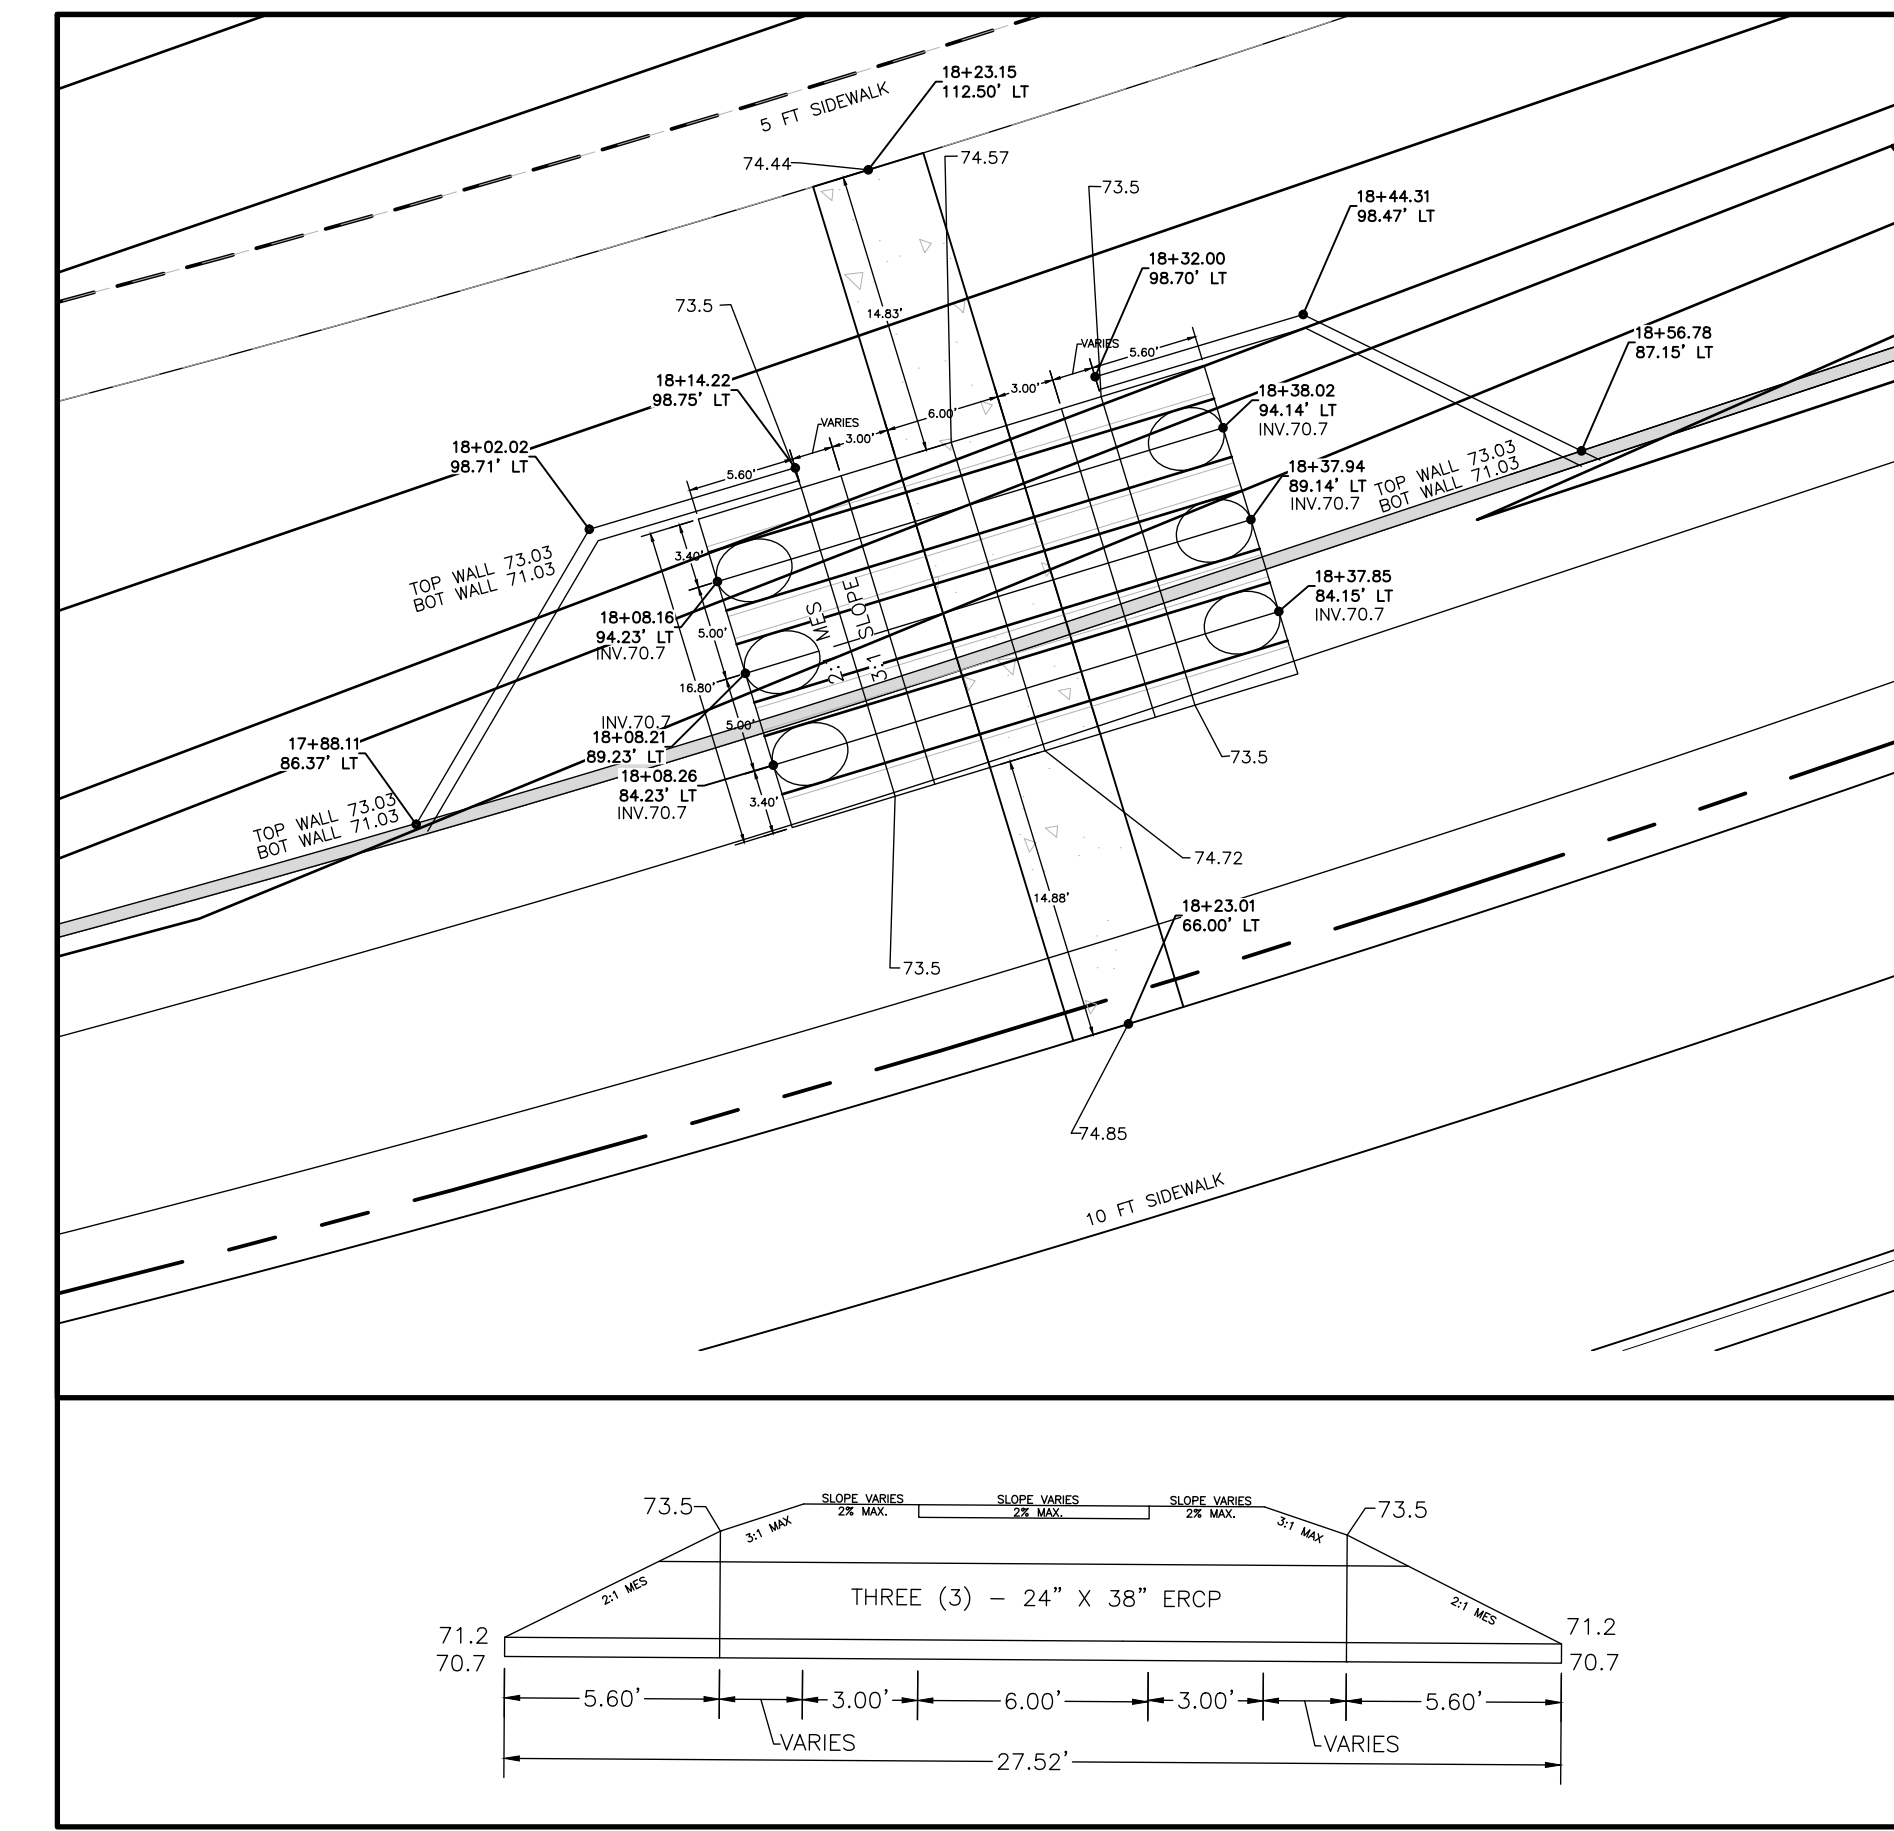 18+23.15
112.50' LT
5 FT SIDEWALK
74.44
74.57
73.5
18+44.31
98.47' LT
18+32.00
98.70' LT
73.5
14.83'
18+56.78
87.15' LT
VARIES
5.60'
18+14.22
98.75' LT
3.00'
18+38.02
94.14' LT
INV.70.7
6.00'
VARIES
3.00'
18+02.02
98.71' LT
5.60'
18+37.94
89.14' LT
INV.70.7
TOP WALL 73.03
BOT WALL 71.03
TOP WALL 73.03
BOT WALL 71.03
3.40'
18+37.85
84.15' LT
INV.70.7
18+08.16
94.23' LT
INV.70.7
5.00'
2: MES
3:1 SLOPE
16.80'
INV.70.7
18+08.21
89.23' LT
5.00'
17+88.11
86.37' LT
73.5
18+08.26
84.23' LT
INV.70.7
3.40'
TOP WALL 73.03
BOT WALL 71.03
74.72
14.88'
18+23.01
66.00' LT
73.5
74.85
10 FT SIDEWALK
73.5
SLOPE VARIES
2% MAX.
SLOPE VARIES
2% MAX.
SLOPE VARIES
2% MAX.
73.5
3:1 MAX
3:1 MAX
2:1 MES
THREE (3) – 24" X 38" ERCP
2:1 MES
71.2
71.2
70.7
70.7
5.60'
3.00'
6.00'
3.00'
5.60'
VARIES
VARIES
27.52'